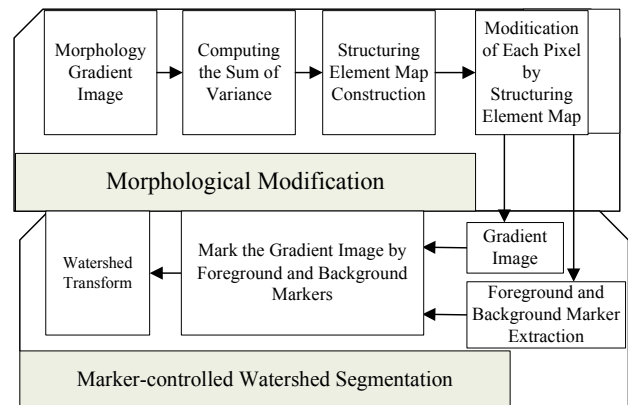 Morphology
Gradient
Image
Computing
the Sum of
Variance
Structuring
Element Map
Construction
Moditication
of Each Pixel
by
Structuring
Element Map
Morphological Modification
Watershed
Transform
Mark the Gradient Image by
Foreground and Background
Markers
Gradient
Image
Foreground and
Background Marker
Extraction
Marker-controlled Watershed Segmentation